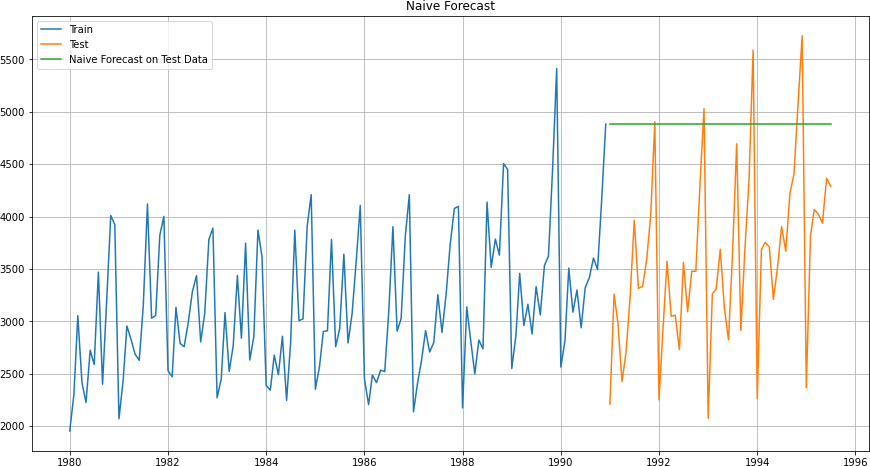 Naive Forecast
Train
Test
Naive Forecast on Test Data
5500
5000
4500
4000
3500
3000
2500
2000
1980 1982 1984 1986 1988 1990 1992 1994 1996